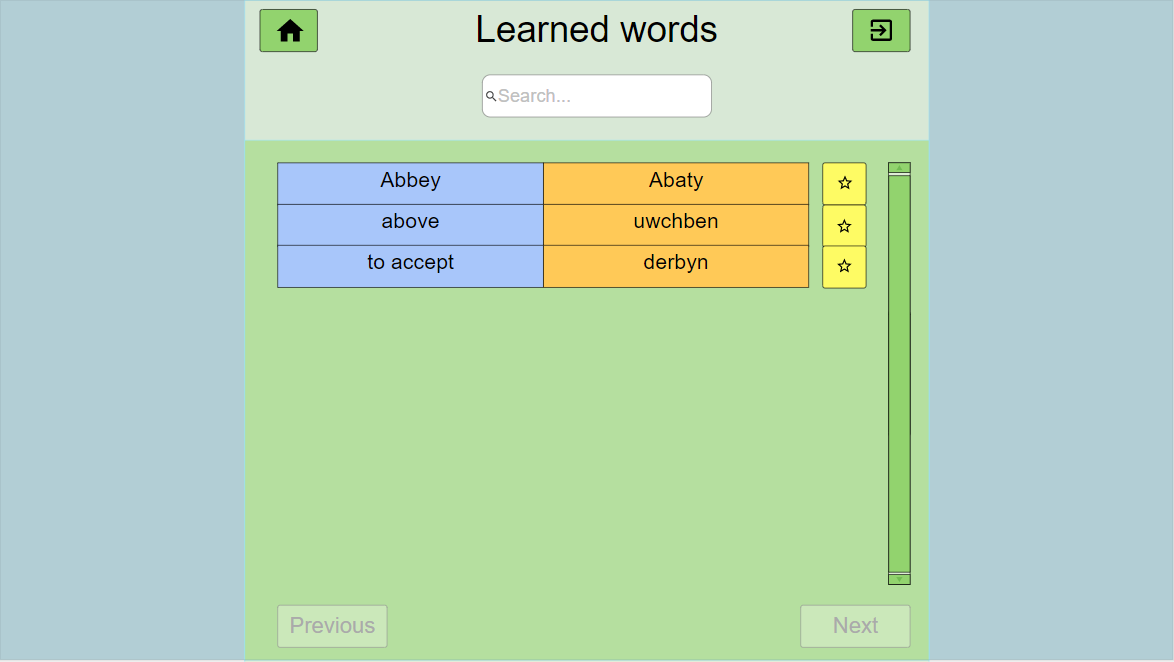 Learned words
Search...
Abbey Abaty
above uwchben
to accept derbyn
Previous Next